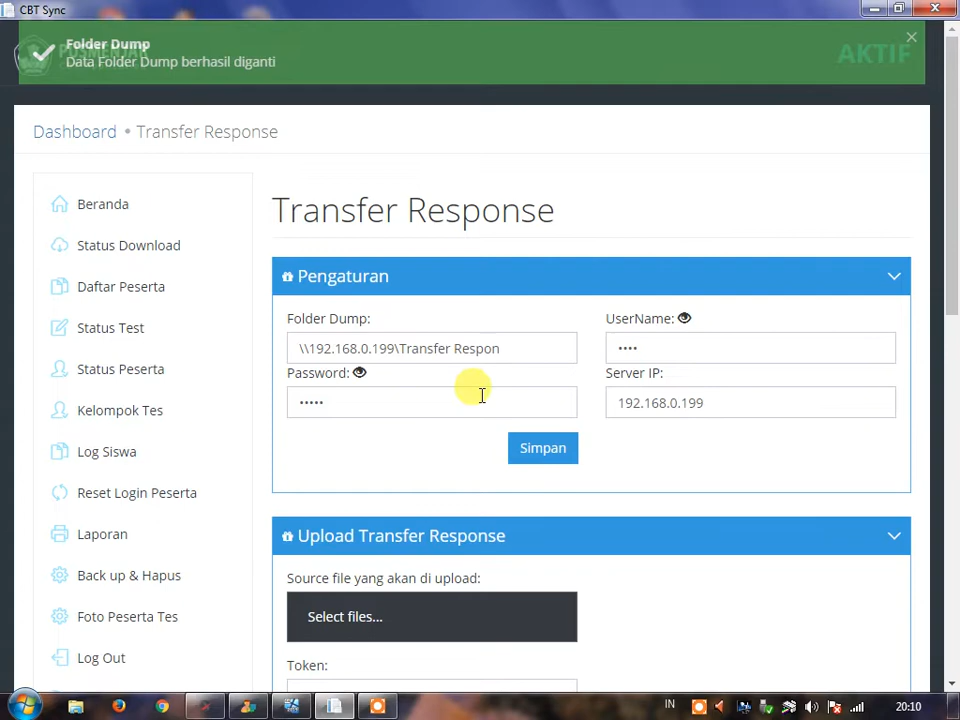 CBT Sync
Folder Dump
Data Folder Dump berhasil diganti
AKTIF
Dashboard • Transfer Response
Beranda
Status Download
Daftar Peserta
Status Test
Status Peserta
Kelompok Tes
Log Siswa
Reset Login Peserta
Laporan
Back up & Hapus
Foto Peserta Tes
Log Out
Transfer Response
Pengaturan
Folder Dump:
\\192.168.0.199\Transfer Respon
UserName:
••••
Password:
•••••
Server IP:
192.168.0.199
Simpan
Upload Transfer Response
Source file yang akan di upload:
Select files...
Token:
IN
20:10